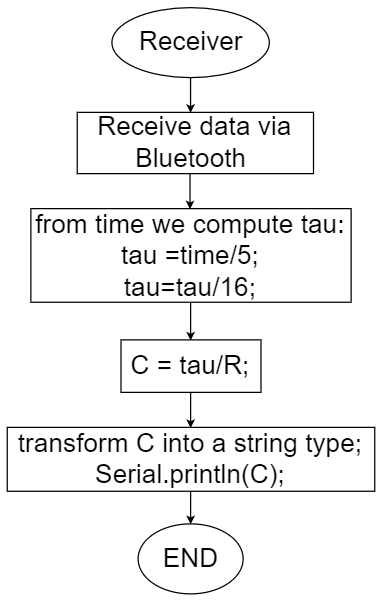 Receiver
Receive data via
Bluetooth
from time we compute tau:
tau =time/5;
tau=tau/16;
C = tau/R;
transform C into a string type;
Serial.println(C);
END